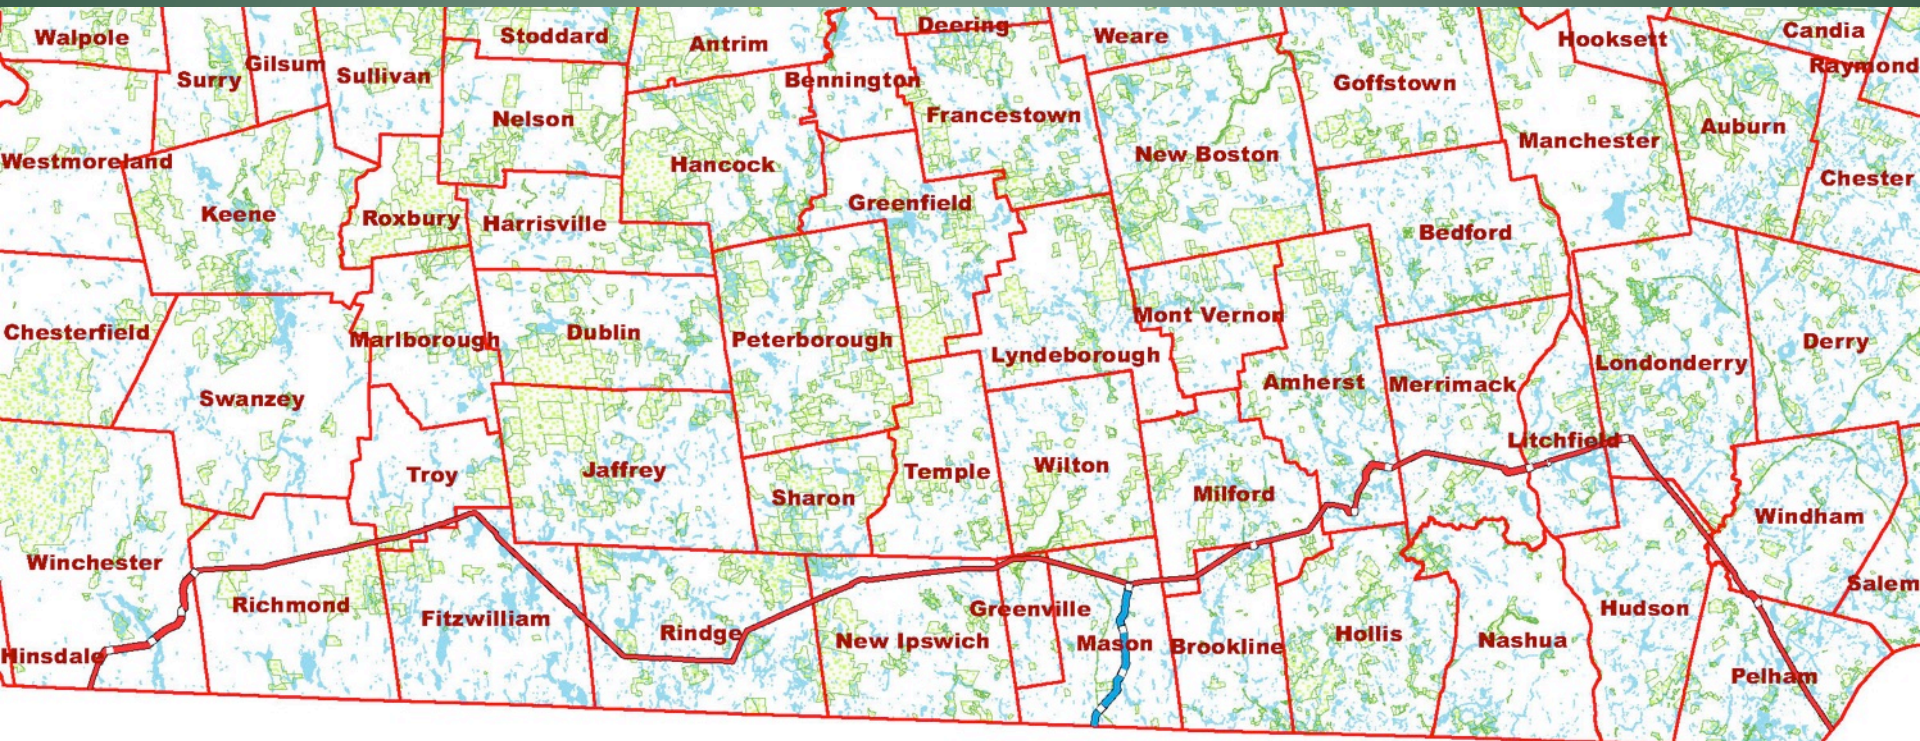 Walpole
Surry
Gilsum
Sullivan
Stoddard
Antrim
Bennington
Deering
Weare
Goffstown
Hooksett
Candia
Raymond
Westmoreland
Keene
Roxbury
Nelson
Harrisville
Hancock
Francestown
Greenfield
New Boston
Bedford
Manchester
Auburn
Chester
Chesterfield
Swanzey
Marlborough
Dublin
Peterborough
Lyndeborough
Mont Vernon
Amherst
Merrimack
Londonderry
Derry
Troy
Jaffrey
Sharon
Temple
Wilton
Milford
Litchfield
Windham
Winchester
Richmond
Fitzwilliam
Rindge
New Ipswich
Greenville
Mason
Brookline
Hollis
Nashua
Hudson
Salem
Hinsdale
Pelham